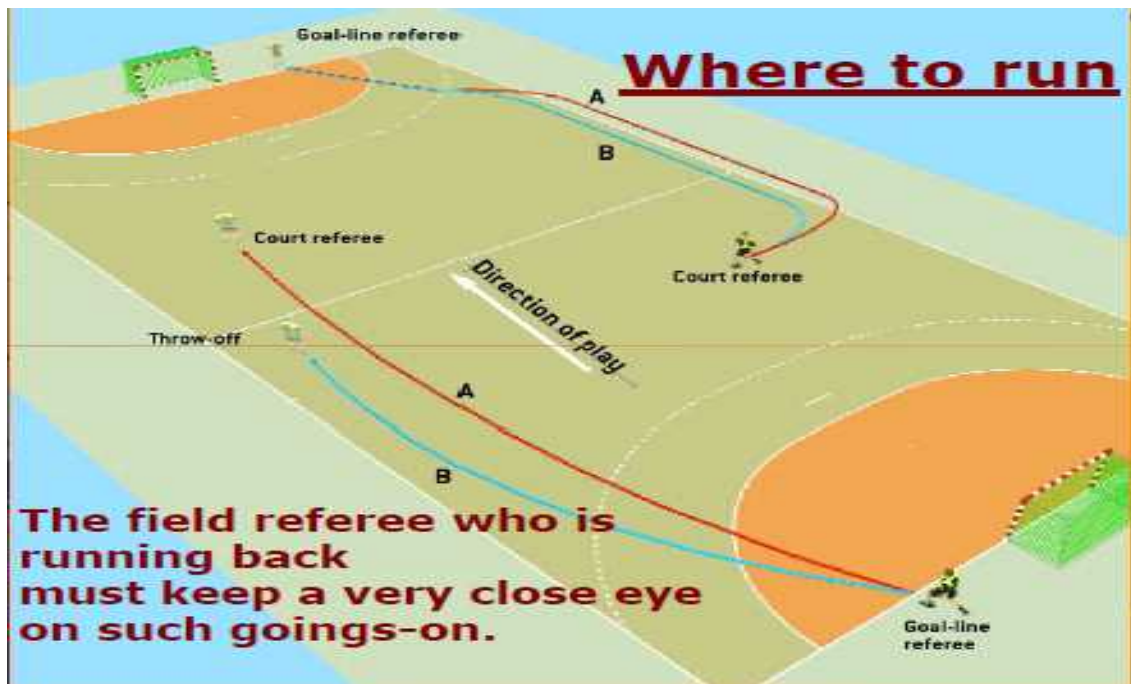 Goal-line referee
Where to run
A
B
Court referee
Court referee
Direction of play
Throw-off
A
B
The field referee who is
running back
must keep a very close eye
on such goings-on.
Goal-line
referee